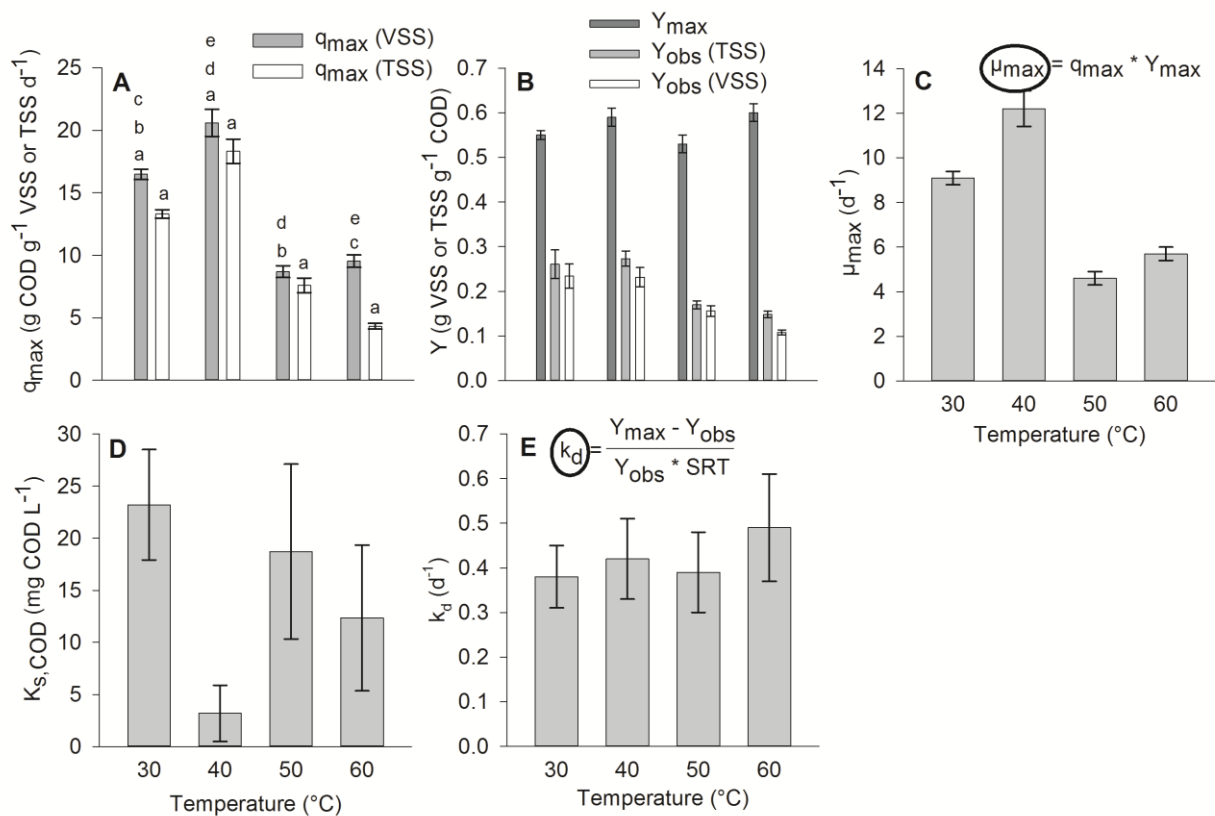 A
q_max (VSS)
q_max (TSS)
q_max (g COD g⁻¹ VSS or TSS d⁻¹)
25
20
15
10
5
0
c
b
a
a
e
d
a
a
d
b
a
e
c
a
B
Y_max
Y_obs (TSS)
Y_obs (VSS)
Y (g VSS or TSS g⁻¹ COD)
0.7
0.6
0.5
0.4
0.3
0.2
0.1
0.0
C
μ_max = q_max * Y_max
μ_max (d⁻¹)
14
12
10
8
6
4
2
0
30 40 50 60
Temperature (°C)
D
K_s,COD (mg COD L⁻¹)
30
25
20
15
10
5
0
30 40 50 60
Temperature (°C)
E
k_d = (Y_max - Y_obs) / (Y_obs * SRT)
k_d (d⁻¹)
0.7
0.6
0.5
0.4
0.3
0.2
0.1
0.0
30 40 50 60
Temperature (°C)